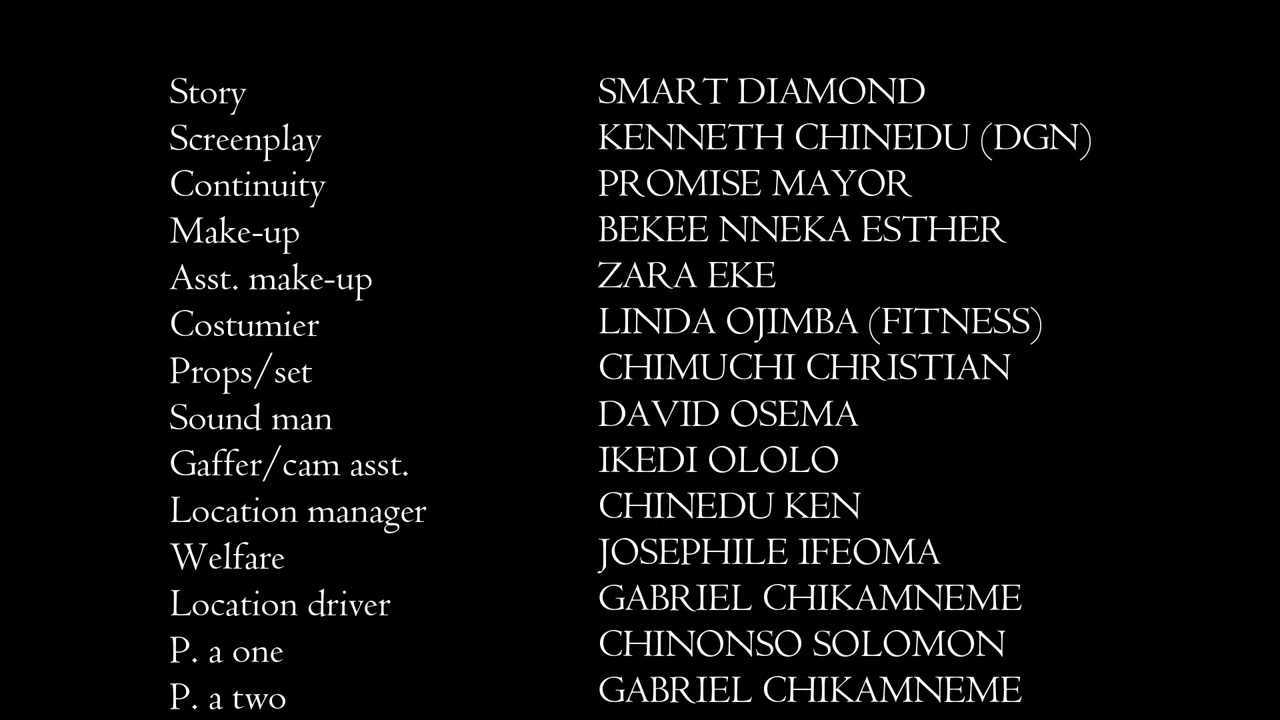 Story SMART DIAMOND
Screenplay KENNETH CHINEDU (DGN)
Continuity PROMISE MAYOR
Make-up BEKEE NNEKA ESTHER
Asst. make-up ZARA EKE
Costumier LINDA OJIMBA (FITNESS)
Props/set CHIMUCHI CHRISTIAN
Sound man DAVID OSEMA
Gaffer/cam asst. IKEDI OLOLO
Location manager CHINEDU KEN
Welfare JOSEPHILE IFEOMA
Location driver GABRIEL CHIKAMNEME
P. a one CHINONSO SOLOMON
P. a two GABRIEL CHIKAMNEME